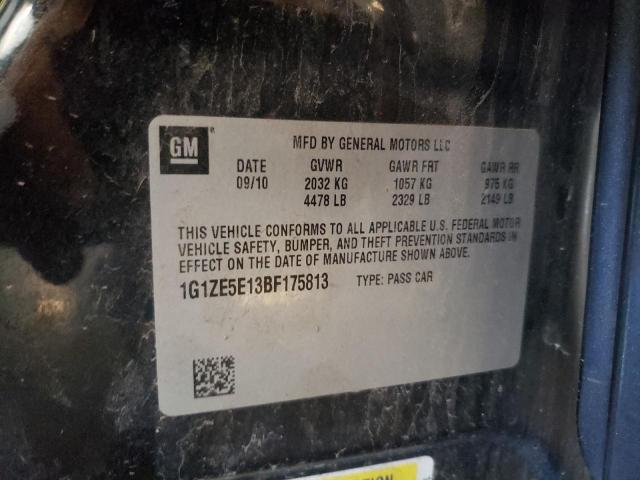 GM
MFD BY GENERAL MOTORS LLC
DATE GVWR GAWR FRT GAWR RR
09/10 2032 KG 1057 KG 975 KG
4478 LB 2329 LB 2149 LB
THIS VEHICLE CONFORMS TO ALL APPLICABLE U.S. FEDERAL MOTOR
VEHICLE SAFETY, BUMPER, AND THEFT PREVENTION STANDARDS IN
EFFECT ON THE DATE OF MANUFACTURE SHOWN ABOVE.
1G1ZE5E13BF175813 TYPE: PASS CAR